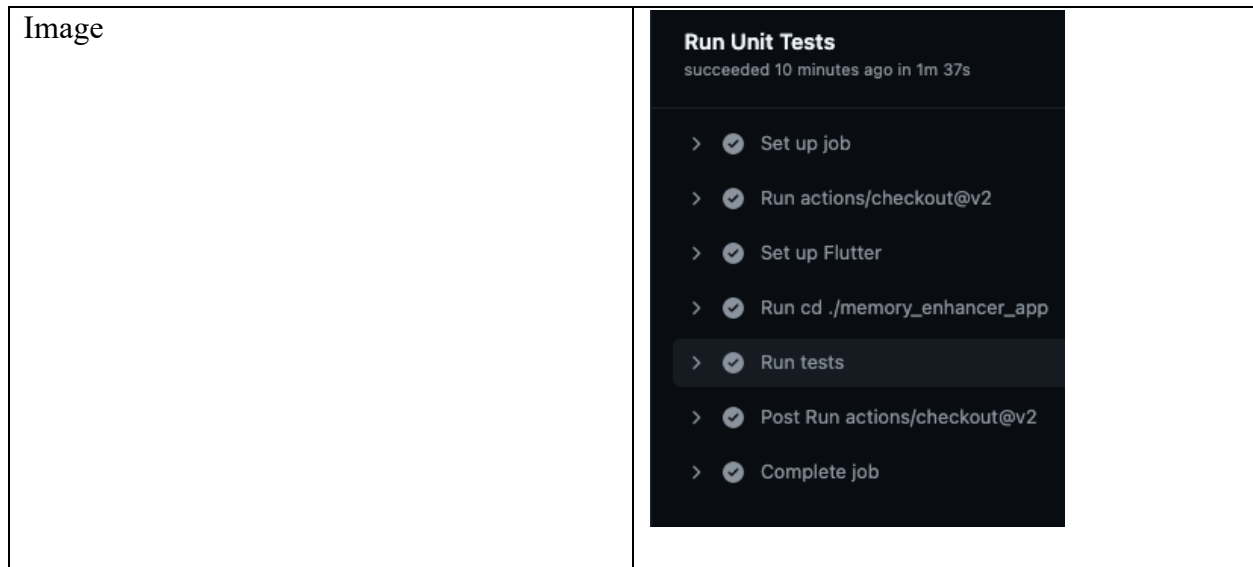 Image
Run Unit Tests
succeeded 10 minutes ago in 1m 37s
Set up job
Run actions/checkout@v2
Set up Flutter
Run cd ./memory_enhancer_app
Run tests
Post Run actions/checkout@v2
Complete job